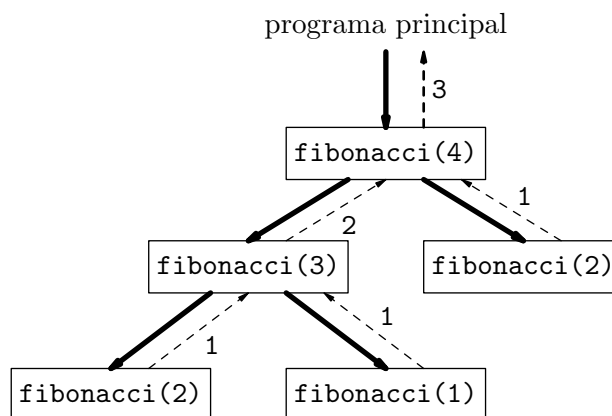 programa principal
3
fibonacci(4)
2
1
fibonacci(3)
fibonacci(2)
1
1
fibonacci(2)
fibonacci(1)